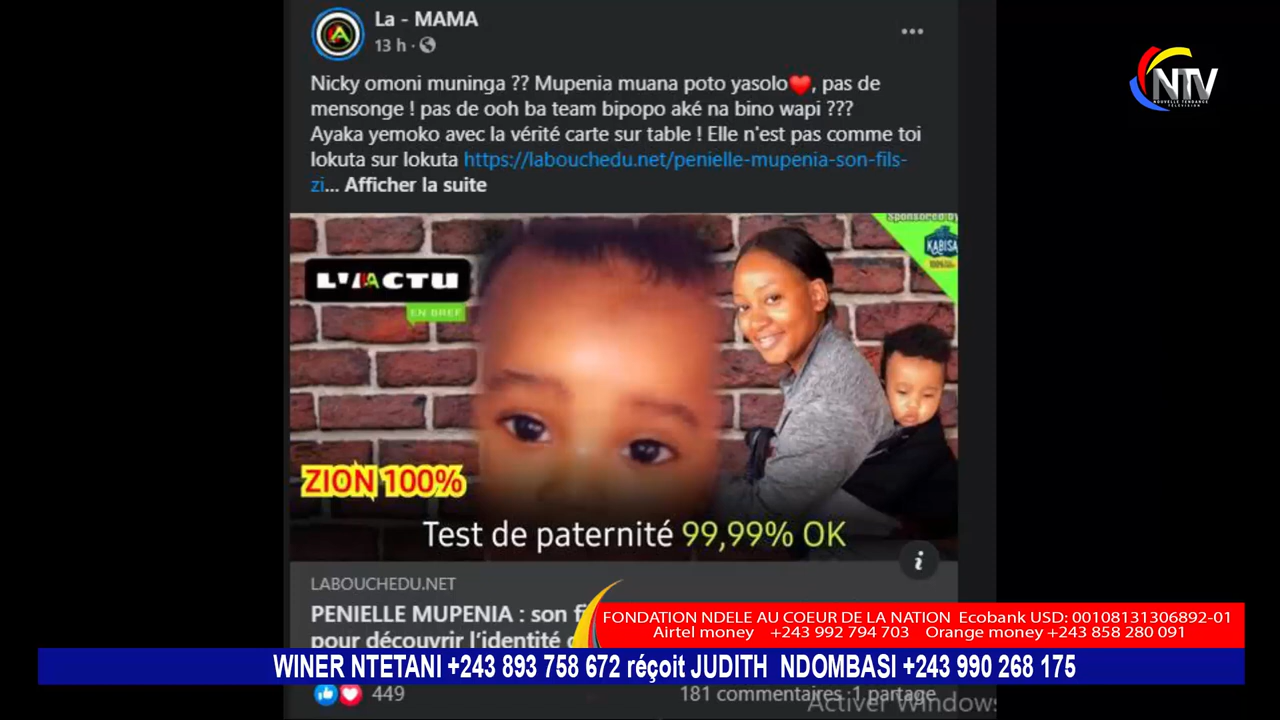 La - MAMA
13 h ·
NTV
NOUVELLE TENDANCE
TELEVISION
Nicky omoni muninga ?? Mupenia muana poto yasolo❤️, pas de
mensonge ! pas de ooh ba team bipopo aké na bino wapi ???
Ayaka yemoko avec la vérité carte sur table ! Elle n'est pas comme toi
lokuta sur lokuta https://labouchedu.net/penielle-mupenia-son-fils-
zi... Afficher la suite
Sponsored by
KABISA
L'ACTU
EN BREF
ZION 100%
Test de paternité 99,99% OK
LABOUCHEDU.NET
PENIELLE MUPENIA : son fi
pour découvrir l'identité
FONDATION NDELE AU COEUR DE LA NATION Ecobank USD: 00108131306892-01
Airtel money +243 992 794 703 Orange money +243 858 280 091
WINER NTETANI +243 893 758 672 réçoit JUDITH NDOMBASI +243 990 268 175
449
181 commentaires 1 partage
Activer Windows